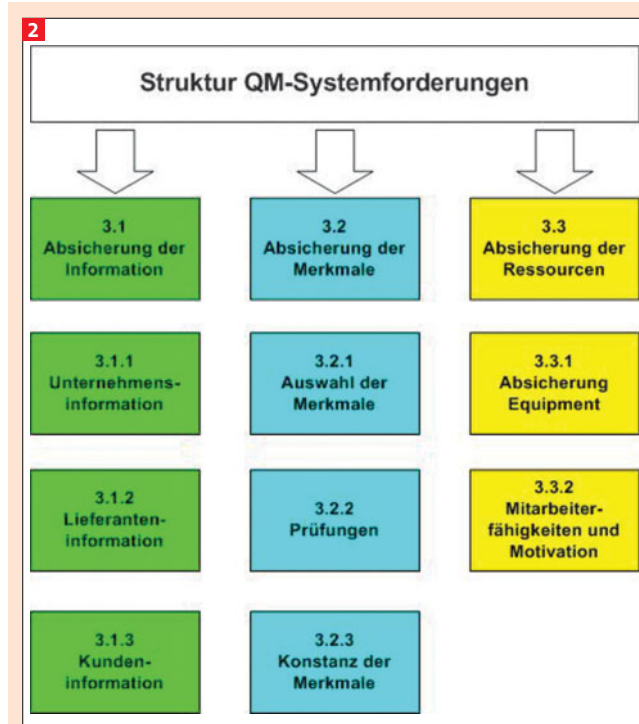 2
Struktur QM-Systemforderungen
3.1
Absicherung der
Information
3.2
Absicherung der
Merkmale
3.3
Absicherung der
Ressourcen
3.1.1
Unternehmens-
information
3.2.1
Auswahl der
Merkmale
3.3.1
Absicherung
Equipment
3.1.2
Lieferanten-
information
3.2.2
Prüfungen
3.3.2
Mitarbeiter-
fähigkeiten und
Motivation
3.1.3
Kunden-
information
3.2.3
Konstanz der
Merkmale